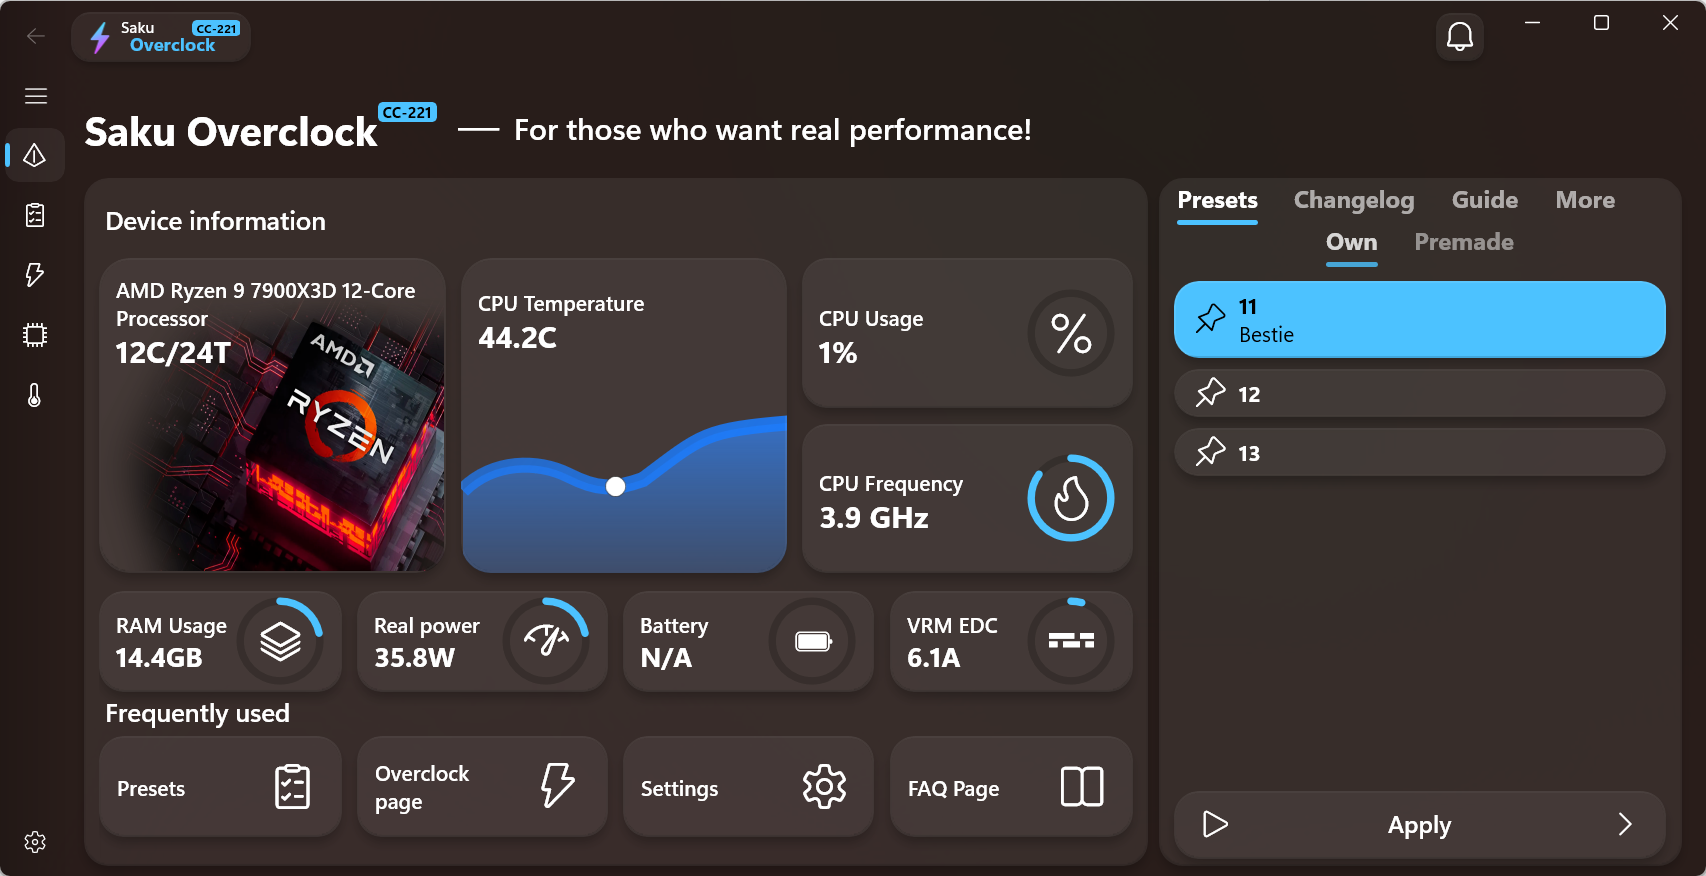 Saku CC-221
Overclock
Saku Overclock CC-221 — For those who want real performance!
Device information
AMD Ryzen 9 7900X3D 12-Core
Processor
12C/24T
AMD
RYZEN
CPU Temperature
44.2C
CPU Usage
1%
CPU Frequency
3.9 GHz
RAM Usage
14.4GB
Real power
35.8W
Battery
N/A
VRM EDC
6.1A
Frequently used
Presets
Overclock
page
Settings
FAQ Page
Presets Changelog Guide More
Own Premade
11
Bestie
12
13
Apply